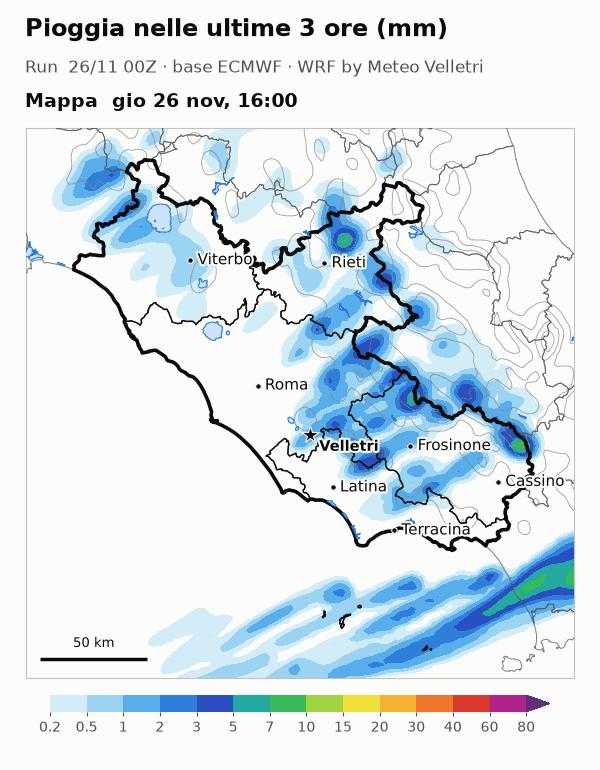 Pioggia nelle ultime 3 ore (mm)
Run  26/11 00Z · base ECMWF · WRF by Meteo Velletri
Mappa  gio 26 nov, 16:00
Viterbo
Rieti
Roma
Velletri
Frosinone
Latina
Cassino
Terracina
50 km
0.2 0.5 1 2 3 5 7 10 15 20 30 40 60 80